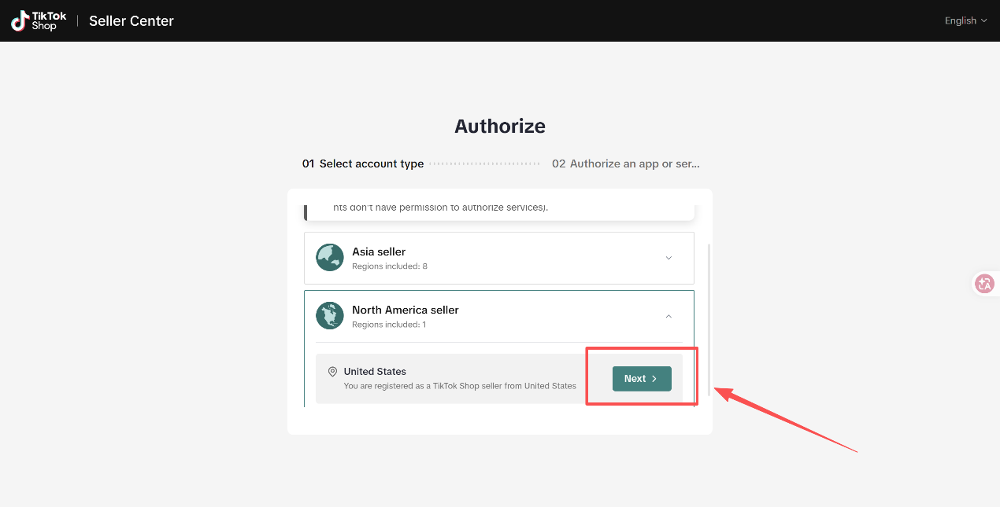 TikTok
Shop
Seller Center
English
Authorize
01 Select account type
02 Authorize an app or ser...
nts don't have permission to authorize services).
Asia seller
Regions included: 8
North America seller
Regions included: 1
United States
You are registered as a TikTok Shop seller from United States
Next